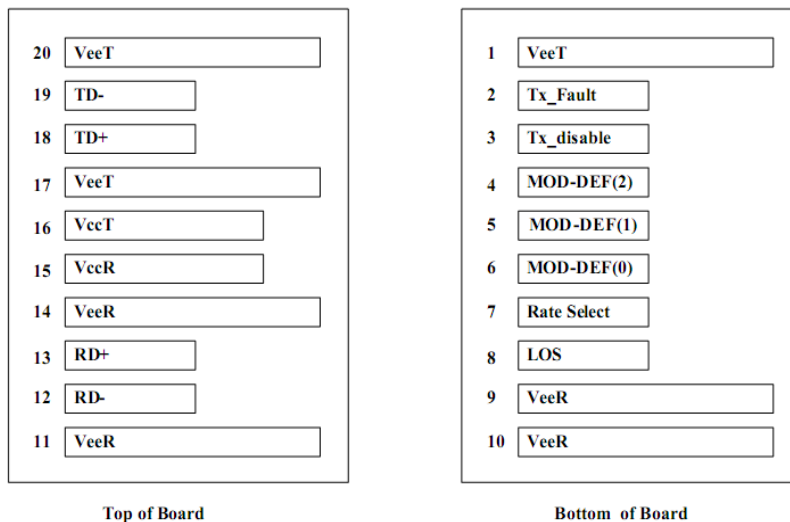 20 VeeT
19 TD-
18 TD+
17 VeeT
16 VccT
15 VccR
14 VeeR
13 RD+
12 RD-
11 VeeR
Top of Board
1 VeeT
2 Tx_Fault
3 Tx_disable
4 MOD-DEF(2)
5 MOD-DEF(1)
6 MOD-DEF(0)
7 Rate Select
8 LOS
9 VeeR
10 VeeR
Bottom of Board